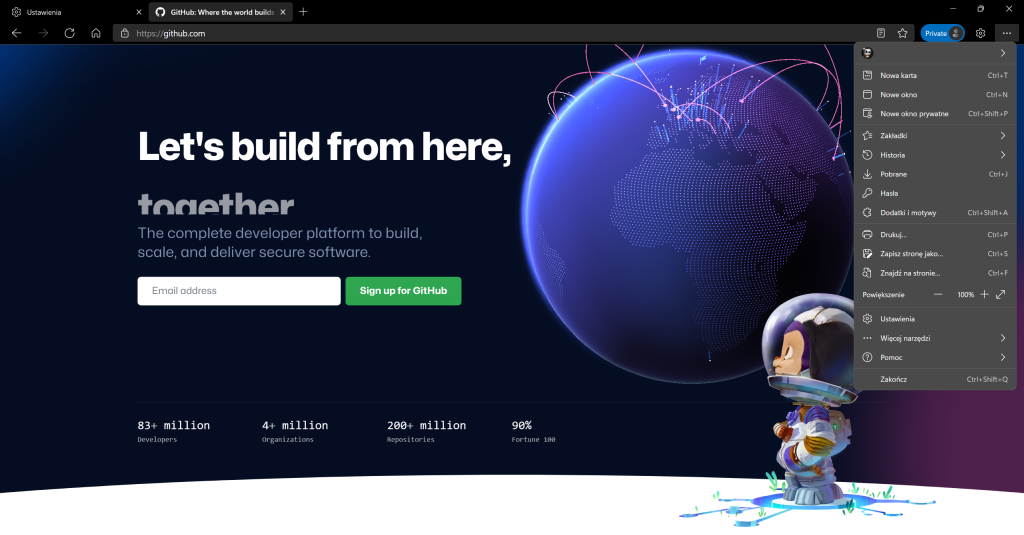 Ustawienia
GitHub: Where the world builds
https://github.com
Private
Nowa karta Ctrl+T
Nowe okno Ctrl+N
Nowe okno prywatne Ctrl+Shift+P
Zakładki
Historia
Pobrane Ctrl+J
Hasła
Dodatki i motywy Ctrl+Shift+A
Drukuj... Ctrl+P
Zapisz stronę jako... Ctrl+S
Znajdź na stronie... Ctrl+F
Powiększenie 100%
Ustawienia
Więcej narzędzi
Pomoc
Zakończ Ctrl+Shift+Q
Let's build from here,
together
The complete developer platform to build,
scale, and deliver secure software.
Email address
Sign up for GitHub
83+ million 4+ million 200+ million 90%
Developers Organizations Repositories Fortune 100